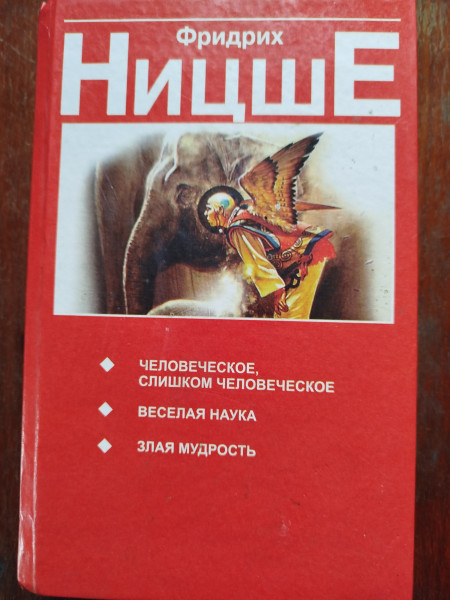 Фридрих
НИЦШЕ
ЧЕЛОВЕЧЕСКОЕ,
СЛИШКОМ ЧЕЛОВЕЧЕСКОЕ
ВЕСЕЛАЯ НАУКА
ЗЛАЯ МУДРОСТЬ